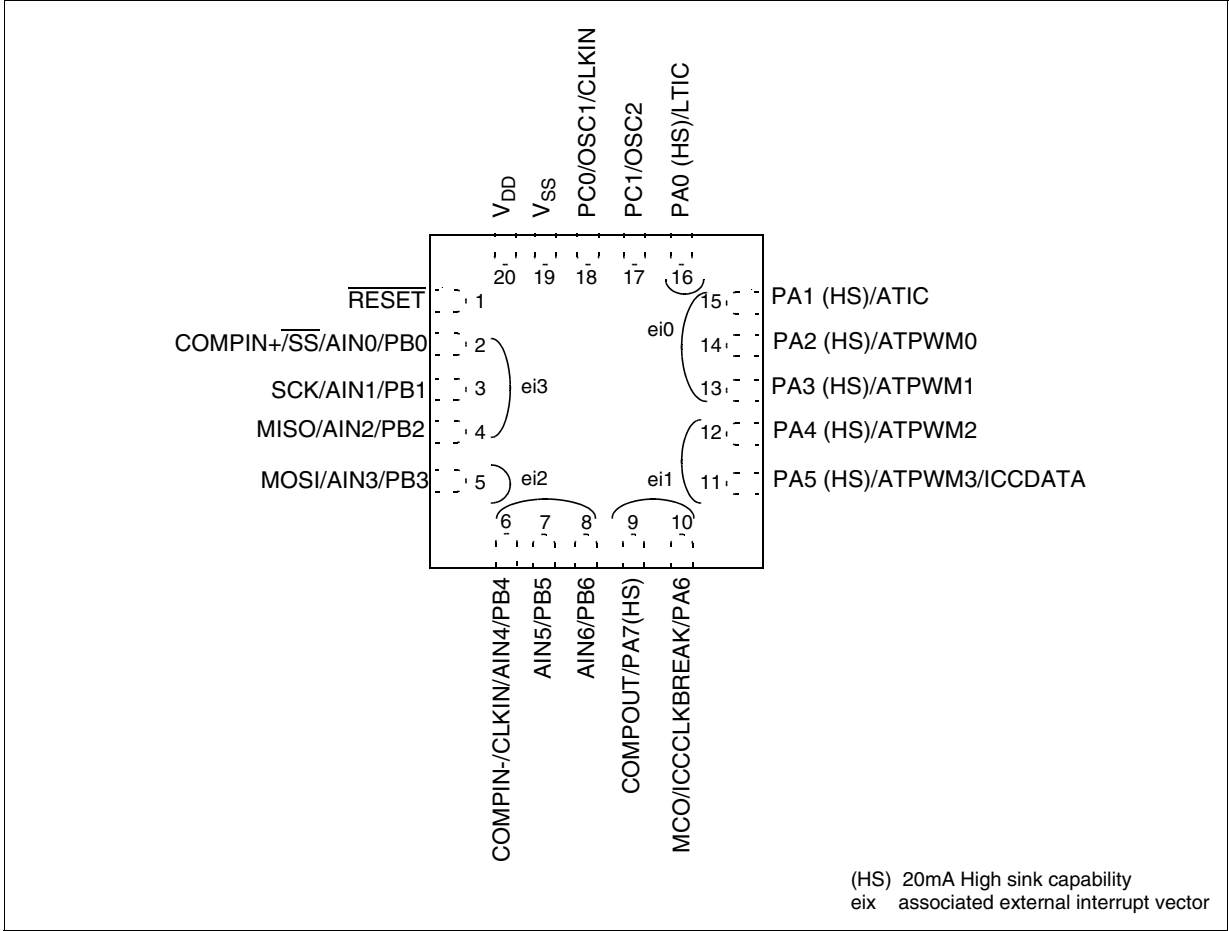 V_DD
V_SS
PC0/OSC1/CLKIN
PC1/OSC2
PA0 (HS)/LTIC
20
19
18
17
16
RESET
1
COMPIN+/SS/AIN0/PB0
2
SCK/AIN1/PB1
3
MISO/AIN2/PB2
4
MOSI/AIN3/PB3
5
ei3
ei2
ei0
ei1
15
PA1 (HS)/ATIC
14
PA2 (HS)/ATPWM0
13
PA3 (HS)/ATPWM1
12
PA4 (HS)/ATPWM2
11
PA5 (HS)/ATPWM3/ICCDATA
6
7
8
9
10
COMPIN-/CLKIN/AIN4/PB4
AIN5/PB5
AIN6/PB6
COMPOUT/PA7(HS)
MCO/ICCCLKBREAK/PA6
(HS) 20mA High sink capability
eix associated external interrupt vector